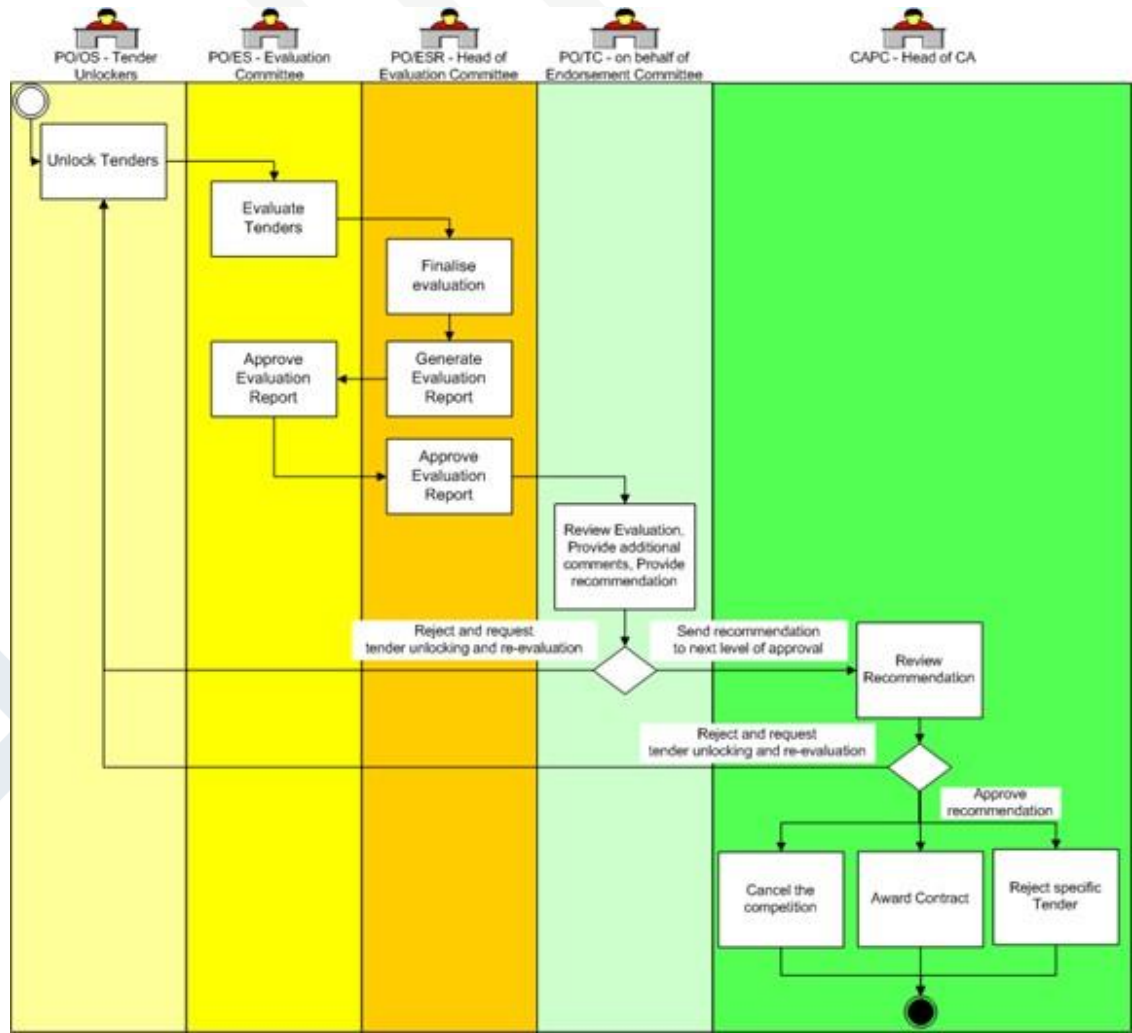 PO/OS - Tender
Unlockers
PO/ES - Evaluation
Committee
PO/ESR - Head of
Evaluation Committee
PO/TC - on behalf of
Endorsement Committee
CAPC - Head of CA
Unlock Tenders
Evaluate
Tenders
Finalise
evaluation
Approve
Evaluation
Report
Generate
Evaluation
Report
Approve
Evaluation
Report
Review Evaluation,
Provide additional
comments, Provide
recommendation
Reject and request
tender unlocking and re-evaluation
Send recommendation
to next level of approval
Review
Recommendation
Reject and request
tender unlocking and re-evaluation
Approve
recommendation
Cancel the
competition
Award Contract
Reject specific
Tender